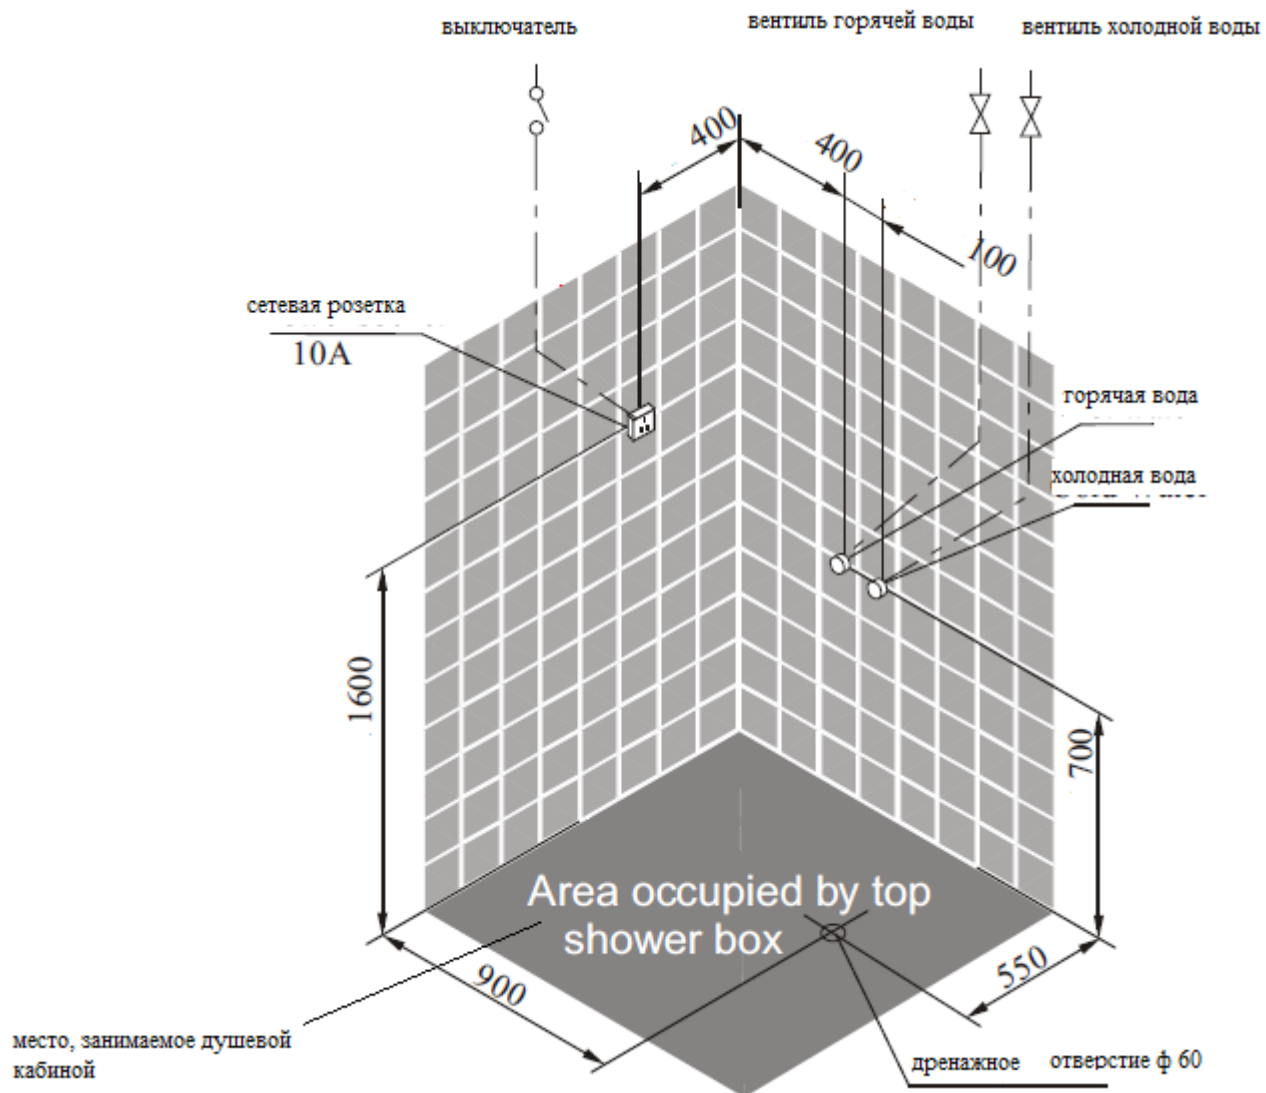 выключатель
вентиль горячей воды
вентиль холодной воды
400
400
100
сетевая розетка
10A
горячая вода
холодная вода
1600
700
Area occupied by top
shower box
900
550
место, занимаемое душевой
кабиной
дренажное отверстие ф 60